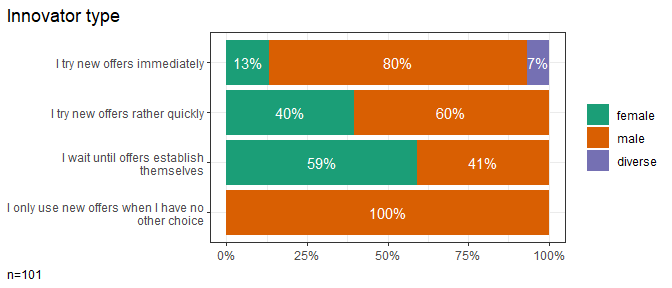 Innovator type
I try new offers immediately
13% 80% 7%
I try new offers rather quickly
40% 60%
I wait until offers establish
themselves
59% 41%
I only use new offers when I have no
other choice
100%
0% 25% 50% 75% 100%
female
male
diverse
n=101